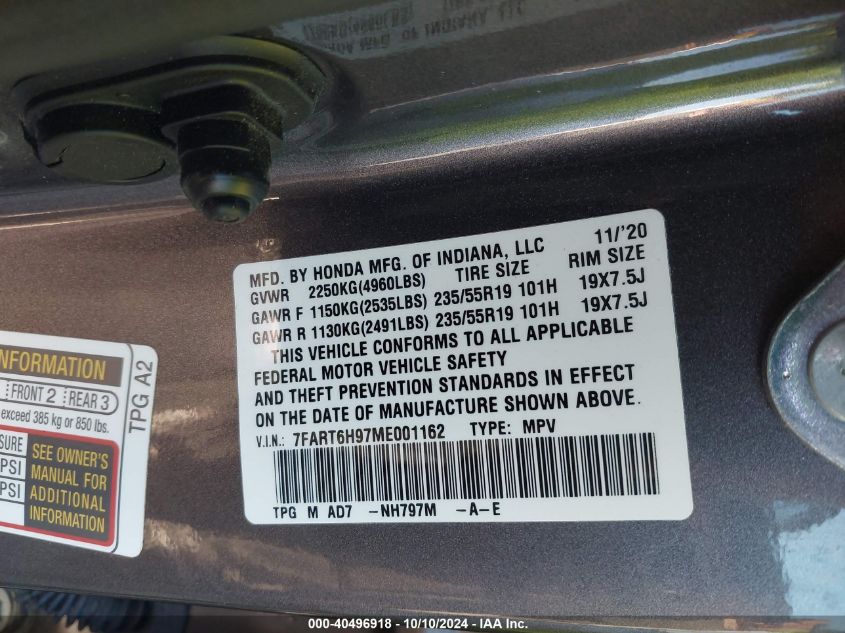 MFD. BY HONDA MFG. OF INDIANA, LLC 11/'20
GVWR 2250KG(4960LBS) TIRE SIZE RIM SIZE
GAWR F 1150KG(2535LBS) 235/55R19 101H 19X7.5J
GAWR R 1130KG(2491LBS) 235/55R19 101H 19X7.5J
THIS VEHICLE CONFORMS TO ALL APPLICABLE
FEDERAL MOTOR VEHICLE SAFETY
AND THEFT PREVENTION STANDARDS IN EFFECT
ON THE DATE OF MANUFACTURE SHOWN ABOVE.
V.I.N.: 7FART6H97ME001162 TYPE: MPV
TPG M AD7 -NH797M -A-E
INFORMATION
FRONT 2 REAR 3
exceed 385 kg or 850 lbs.
TPG A2
SEE OWNER'S
PSI MANUAL FOR
PSI ADDITIONAL
INFORMATION
000-40496918 - 10/10/2024 - IAA Inc.